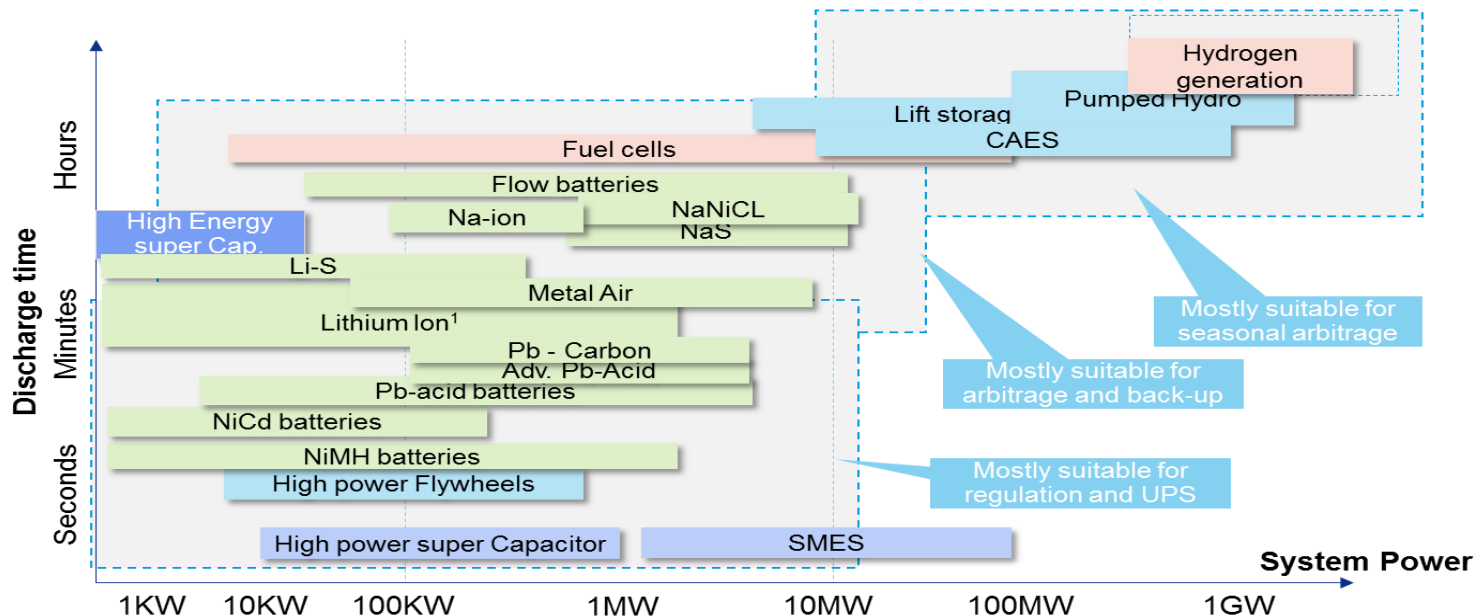 Hydrogen
generation
Pumped Hydro
Lift storag
CAES
Fuel cells
Flow batteries
NaNiCL
Na-ion
NaS
High Energy
super Cap.
Li-S
Metal Air
Lithium Ion1
Pb - Carbon
Adv. Pb-Acid
Pb-acid batteries
NiCd batteries
NiMH batteries
High power Flywheels
High power super Capacitor
SMES
Mostly suitable for
seasonal arbitrage
Mostly suitable for
arbitrage and back-up
Mostly suitable for
regulation and UPS
Discharge time
Hours
Minutes
Seconds
System Power
1KW
10KW
100KW
1MW
10MW
100MW
1GW